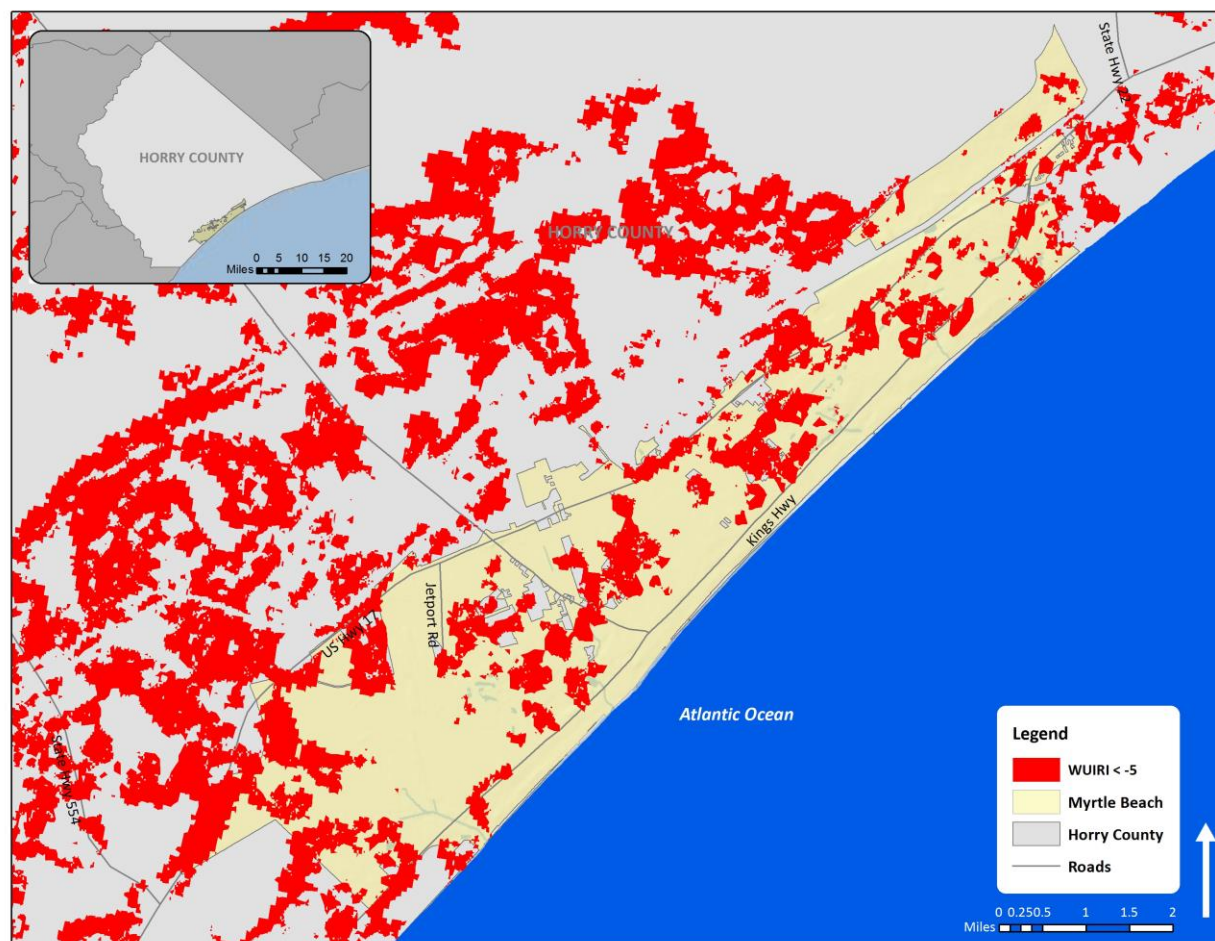 HORRY COUNTY
Miles 0 5 10 15 20
State Hwy 22
HORRY COUNTY
Kings Hwy
Jetport Rd
US Hwy 17
State Hwy 554
Atlantic Ocean
Legend
WUIRI < -5
Myrtle Beach
Horry County
Roads
0 0.25 0.5 1 1.5 2
Miles